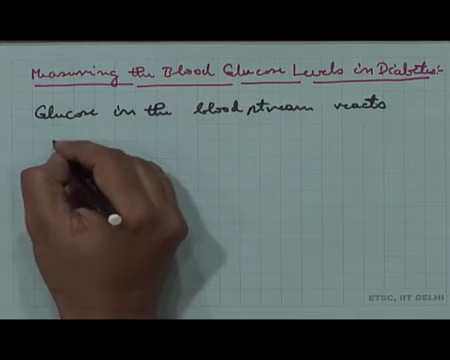 Measuring the Blood Glucose Levels in Diabetes:-
Glucose in the blood stream reacts
ETSC, IIT DELHI